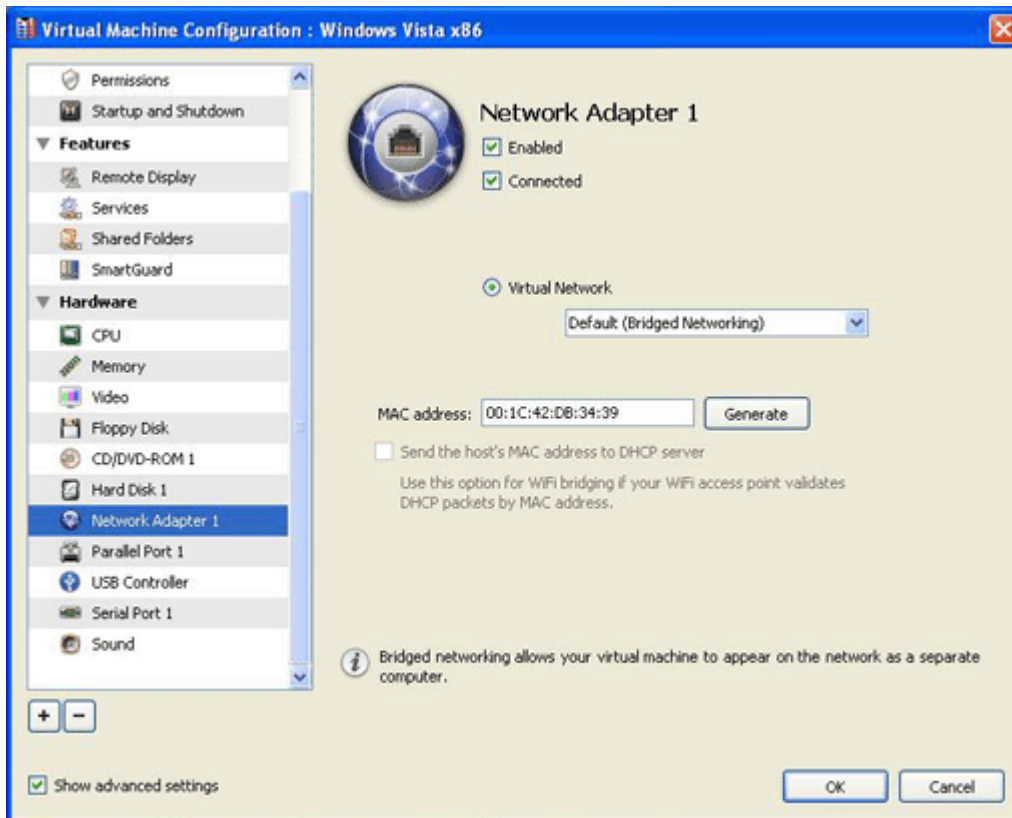 Virtual Machine Configuration : Windows Vista x86
Permissions
Startup and Shutdown
Features
Remote Display
Services
Shared Folders
SmartGuard
Hardware
CPU
Memory
Video
Floppy Disk
CD/DVD-ROM 1
Hard Disk 1
Network Adapter 1
Parallel Port 1
USB Controller
Serial Port 1
Sound
+ −
Show advanced settings
Network Adapter 1
Enabled
Connected
Virtual Network
Default (Bridged Networking)
MAC address: 00:1C:42:DB:34:39 Generate
Send the host's MAC address to DHCP server
Use this option for WiFi bridging if your WiFi access point validates
DHCP packets by MAC address.
Bridged networking allows your virtual machine to appear on the network as a separate
computer.
OK Cancel